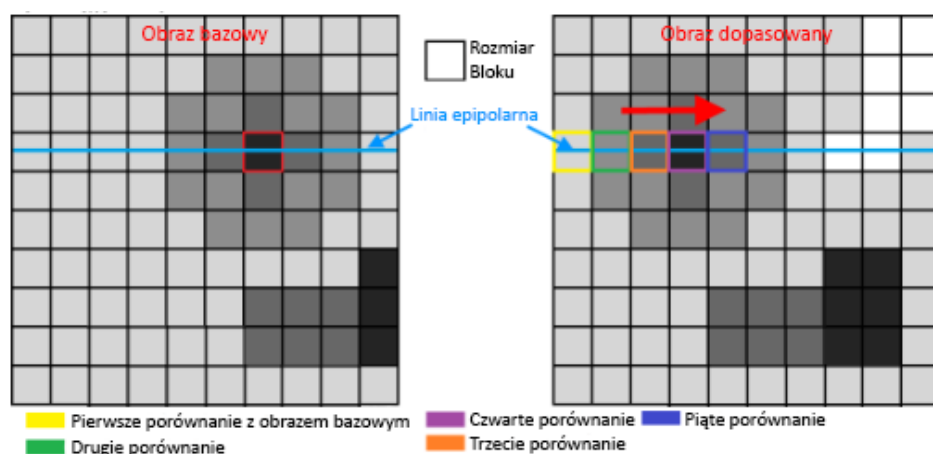 Obraz bazowy
Rozmiar
Bloku
Obraz dopasowany
Linia epipolarna
Pierwsze porównanie z obrazem bazowym
Drugie porównanie
Czwarte porównanie
Trzecie porównanie
Piąte porównanie